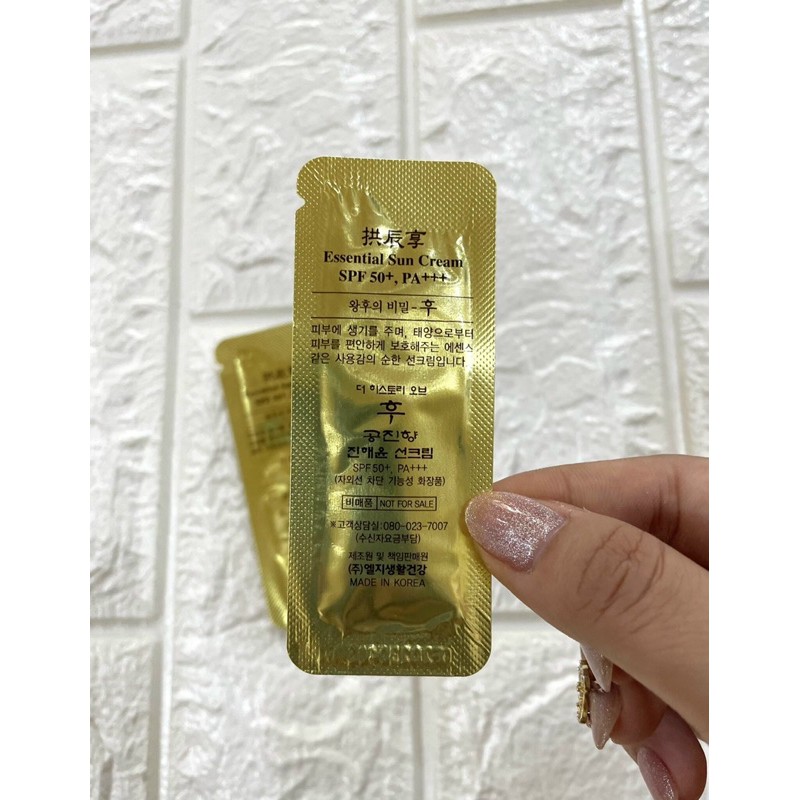 拱辰享
Essential Sun Cream
SPF 50+, PA+++
왕후의 비밀-후
피부에 생기를 주며, 태양으로부터
피부를 편안하게 보호해주는 에센스
같은 사용감의 순한 선크림입니다.
더 히스토리 오브
후
공진향
진해윤 선크림
SPF 50+, PA+++
(자외선 차단 기능성 화장품)
비매품 NOT FOR SALE
※고객상담실:080-023-7007
(수신자요금부담)
제조원 및 책임판매원
(주)엘지생활건강
MADE IN KOREA